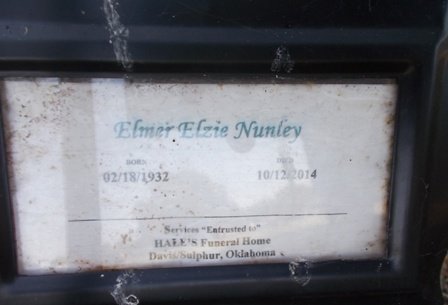 Elmer Elzie Nunley
BORN DIED
02/18/1932 10/12/2014
Services "Entrusted to"
HALE'S Funeral Home
Davis/Sulphur, Oklahoma